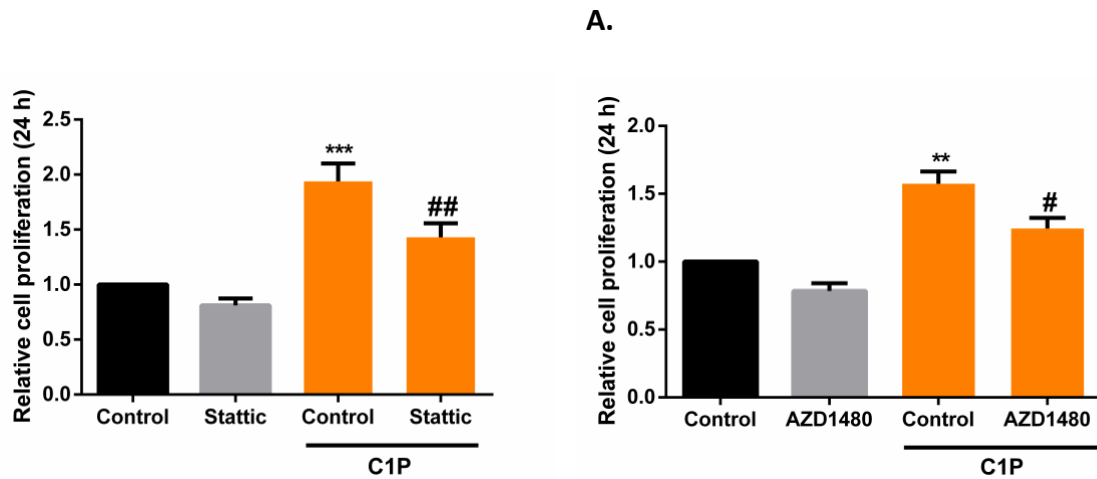 A.
Relative cell proliferation (24 h)
2.5
2.0
1.5
1.0
0.5
0.0
***
##
Control Stattic Control Stattic
C1P
Relative cell proliferation (24 h)
2.0
1.5
1.0
0.5
0.0
**
#
Control AZD1480 Control AZD1480
C1P